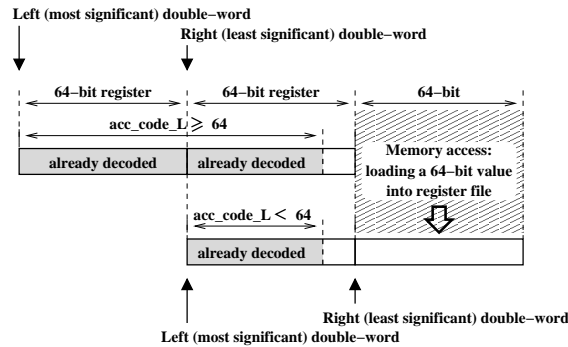 Left (most significant) double−word
Right (least significant) double−word
64−bit register
64−bit register
64−bit
acc_code_L ⩾ 64
already decoded
already decoded
Memory access:
loading a 64−bit value
into register file
acc_code_L < 64
already decoded
Right (least significant) double−word
Left (most significant) double−word